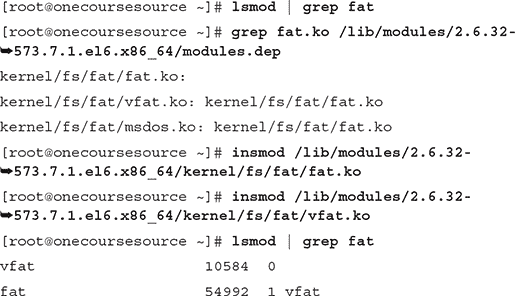 [root@onecoursesource ~]# lsmod | grep fat
[root@onecoursesource ~]# grep fat.ko /lib/modules/2.6.32-
➥573.7.1.el6.x86_64/modules.dep
kernel/fs/fat/fat.ko:
kernel/fs/fat/vfat.ko: kernel/fs/fat/fat.ko
kernel/fs/fat/msdos.ko: kernel/fs/fat/fat.ko
[root@onecoursesource ~]# insmod /lib/modules/2.6.32-
➥573.7.1.el6.x86_64/kernel/fs/fat/fat.ko
[root@onecoursesource ~]# insmod /lib/modules/2.6.32-
➥573.7.1.el6.x86_64/kernel/fs/fat/vfat.ko
[root@onecoursesource ~]# lsmod | grep fat
vfat 10584 0
fat 54992 1 vfat